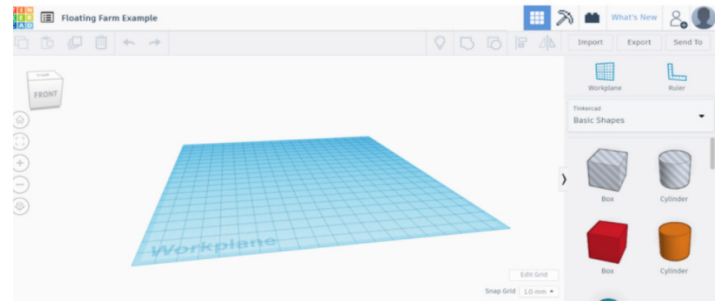 TIN
KER
CAD
Floating Farm Example
What's New
Import
Export
Send To
FRONT
Workplane
Ruler
Tinkercad
Basic Shapes
Box
Cylinder
Box
Cylinder
Workplane
Edit Grid
Snap Grid 1.0 mm